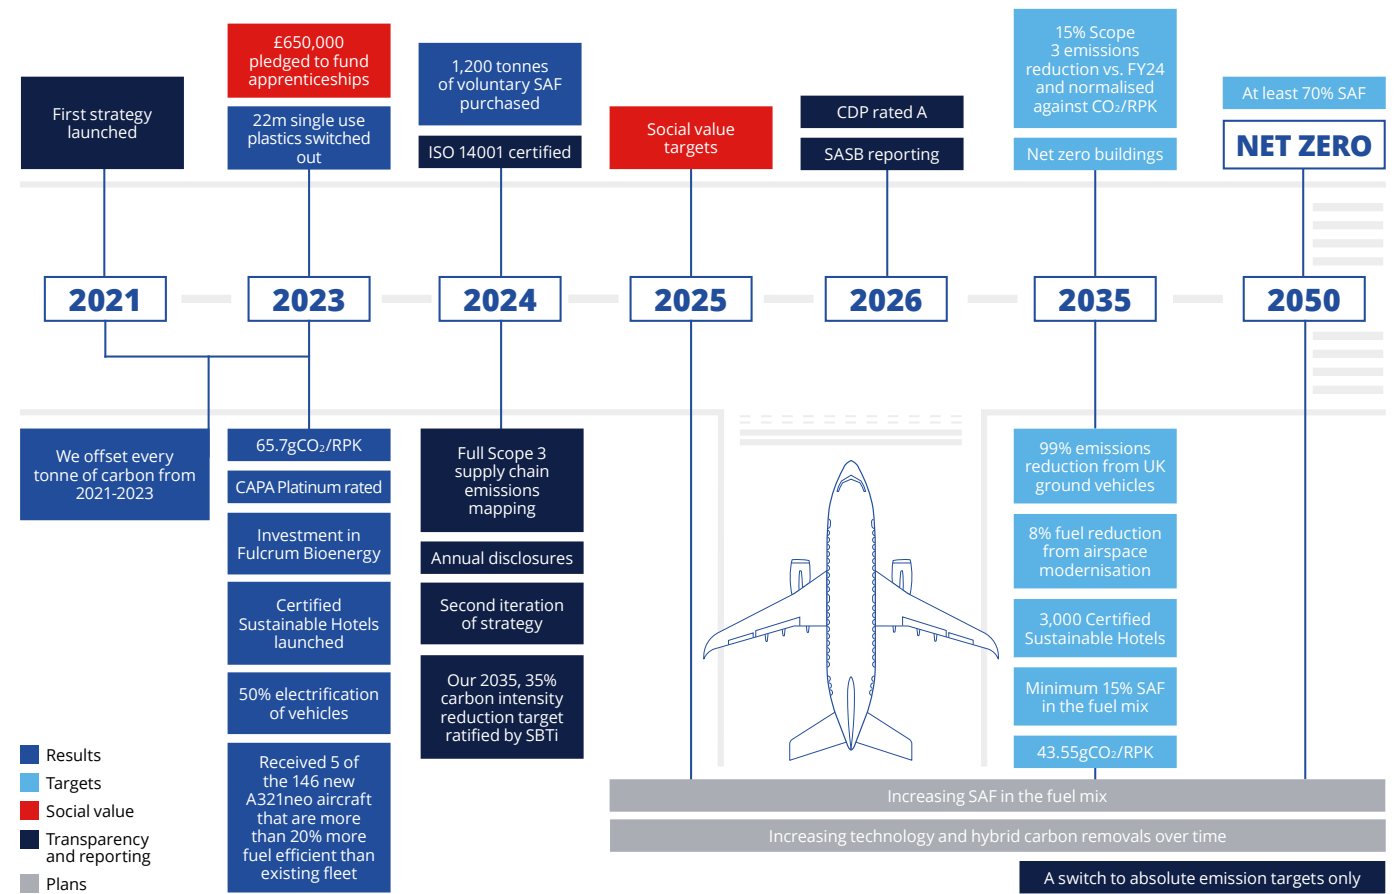 First strategy
launched
£650,000
pledged to fund
apprenticeships
22m single use
plastics switched
out
1,200 tonnes
of voluntary SAF
purchased
ISO 14001 certified
Social value
targets
CDP rated A
SASB reporting
15% Scope
3 emissions
reduction vs. FY24
and normalised
against CO₂/RPK
Net zero buildings
At least 70% SAF
NET ZERO
2021
2023
2024
2025
2026
2035
2050
We offset every
tonne of carbon from
2021-2023
65.7gCO₂/RPK
CAPA Platinum rated
Investment in
Fulcrum Bioenergy
Certified
Sustainable Hotels
launched
50% electrification
of vehicles
Received 5 of
the 146 new
A321neo aircraft
that are more
than 20% more
fuel efficient than
existing fleet
Full Scope 3
supply chain
emissions
mapping
Annual disclosures
Second iteration
of strategy
Our 2035, 35%
carbon intensity
reduction target
ratified by SBTi
99% emissions
reduction from UK
ground vehicles
8% fuel reduction
from airspace
modernisation
3,000 Certified
Sustainable Hotels
Minimum 15% SAF
in the fuel mix
43.55gCO₂/RPK
Increasing SAF in the fuel mix
Increasing technology and hybrid carbon removals over time
A switch to absolute emission targets only
Results
Targets
Social value
Transparency
and reporting
Plans